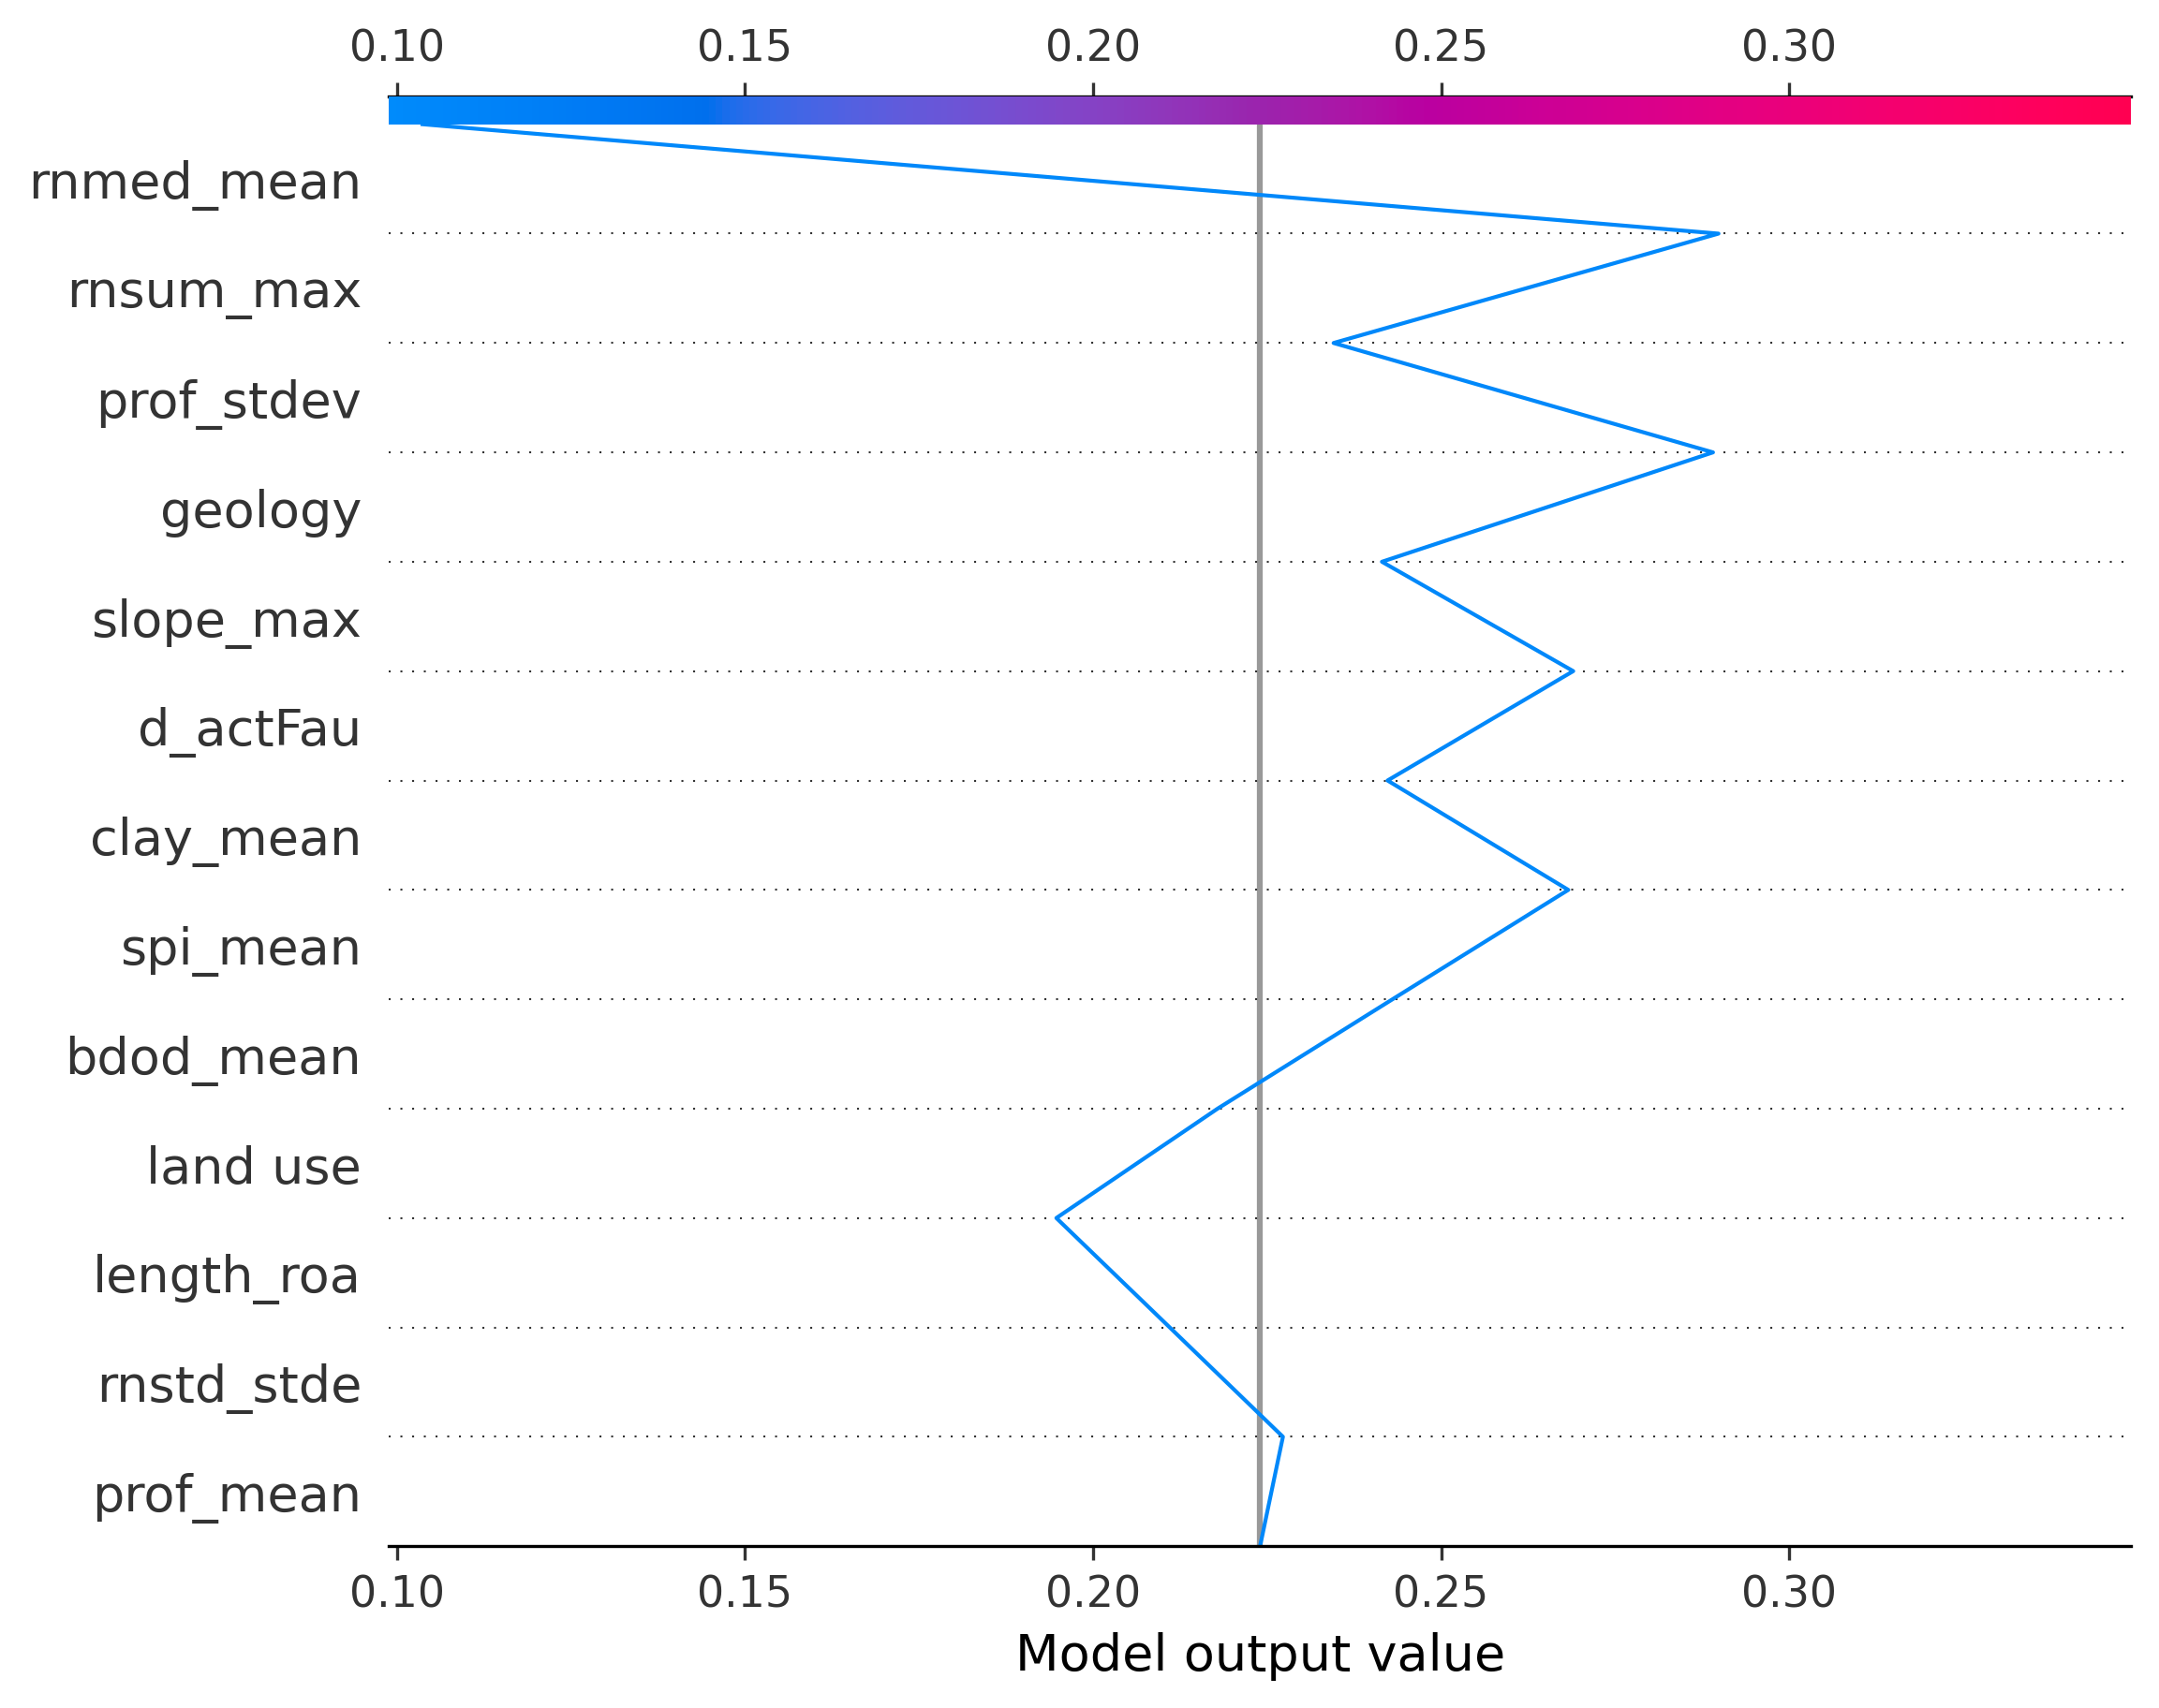 0.10 0.15 0.20 0.25 0.30
rnmed_mean
rnsum_max
prof_stdev
geology
slope_max
d_actFau
clay_mean
spi_mean
bdod_mean
land use
length_roa
rnstd_stde
prof_mean
0.10 0.15 0.20 0.25 0.30
Model output value